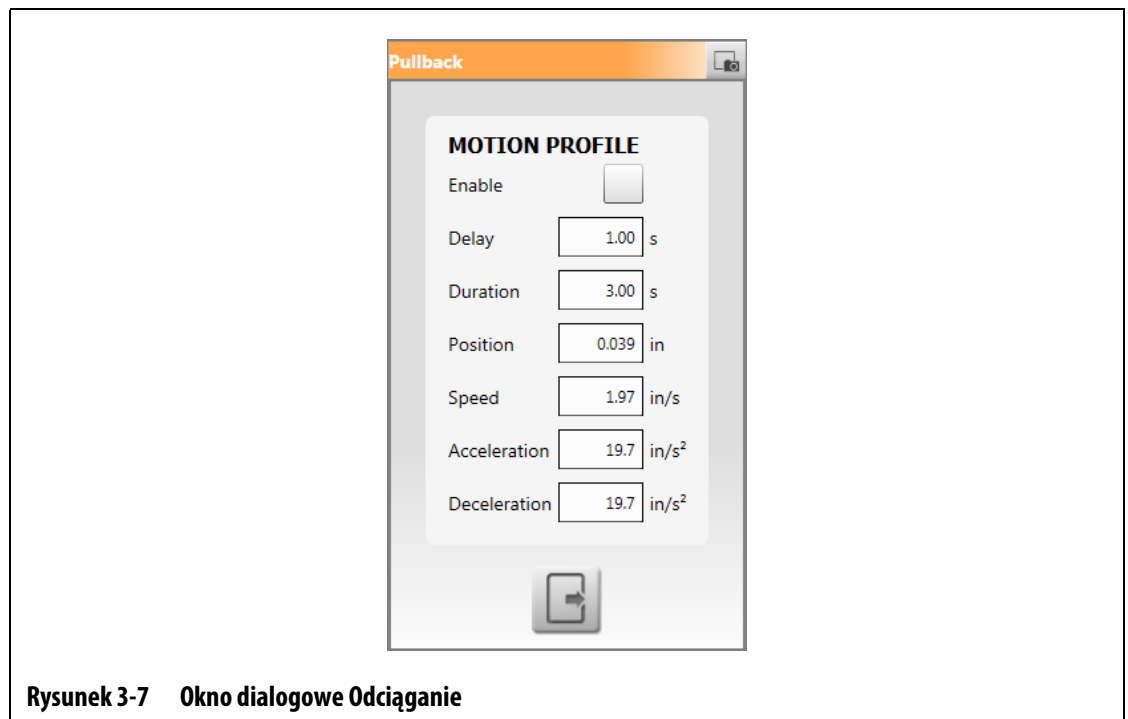 Pullback
MOTION PROFILE
Enable
Delay 1.00 s
Duration 3.00 s
Position 0.039 in
Speed 1.97 in/s
Acceleration 19.7 in/s²
Deceleration 19.7 in/s²
Rysunek 3-7 Okno dialogowe Odciąganie